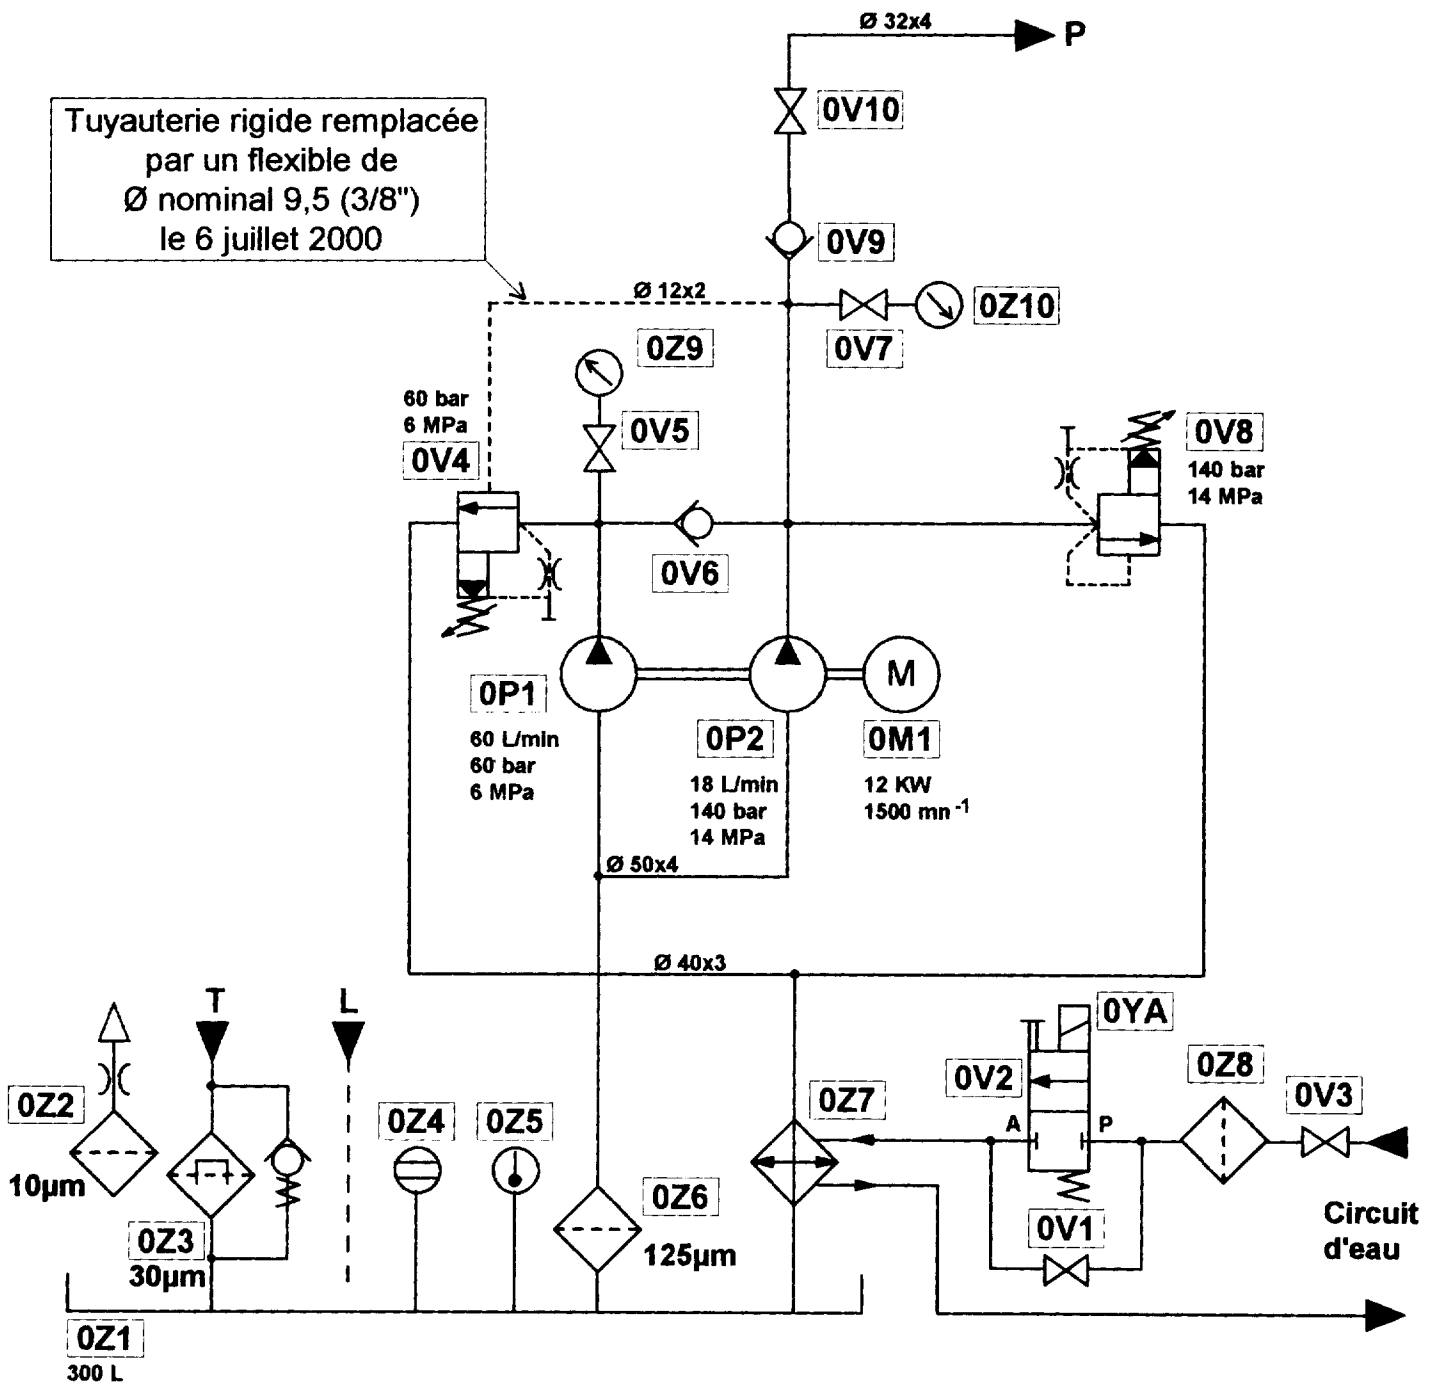 Ø 32x4
P
0V10
Tuyauterie rigide remplacée
par un flexible de
Ø nominal 9,5 (3/8")
le 6 juillet 2000
0V9
Ø 12x2
0Z10
0V7
0Z9
60 bar
6 MPa
0V4
0V5
0V8
140 bar
14 MPa
0V6
0P1
60 L/min
60 bar
6 MPa
0P2
18 L/min
140 bar
14 MPa
M
0M1
12 KW
1500 mn⁻¹
Ø 50x4
Ø 40x3
T
L
0YA
0V2
0Z8
0V3
0Z2
10µm
0Z3
30µm
0Z4
0Z5
0Z6
125µm
0Z7
A
P
0V1
Circuit
d'eau
0Z1
300 L